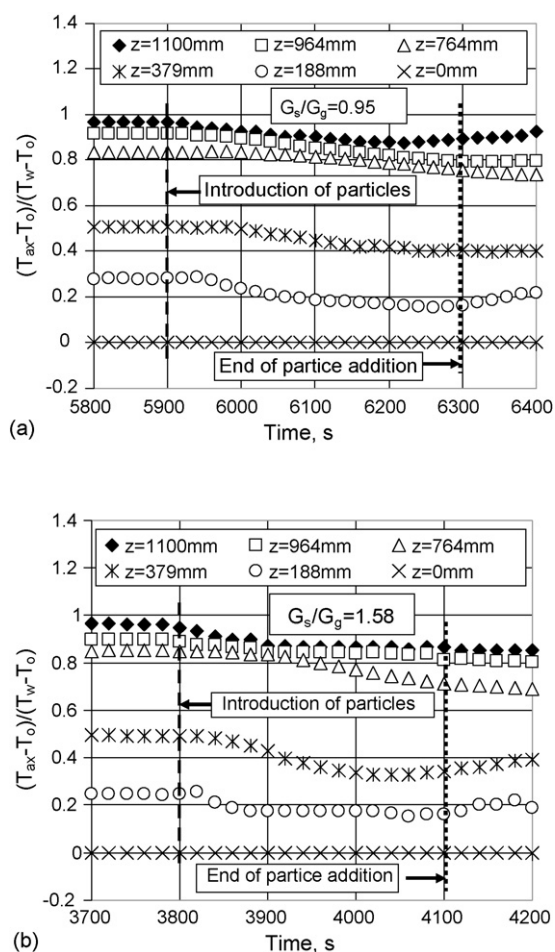 1.4
z=1100mm z=964mm z=764mm
1.2
z=379mm z=188mm z=0mm
1
Gs/Gg=0.95
0.8
Introduction of particles
0.6
0.4
0.2
0
End of partice addition
-0.2
5800 5900 6000 6100 6200 6300 6400
(Tax-To)/(Tw-To)
(a)
Time, s
1.4
z=1100mm z=964mm z=764mm
1.2
z=379mm z=188mm z=0mm
1
Gs/Gg=1.58
0.8
Introduction of particles
0.6
0.4
0.2
0
End of partice addition
-0.2
3700 3800 3900 4000 4100 4200
(Tax-To)/(Tw-To)
(b)
Time, s